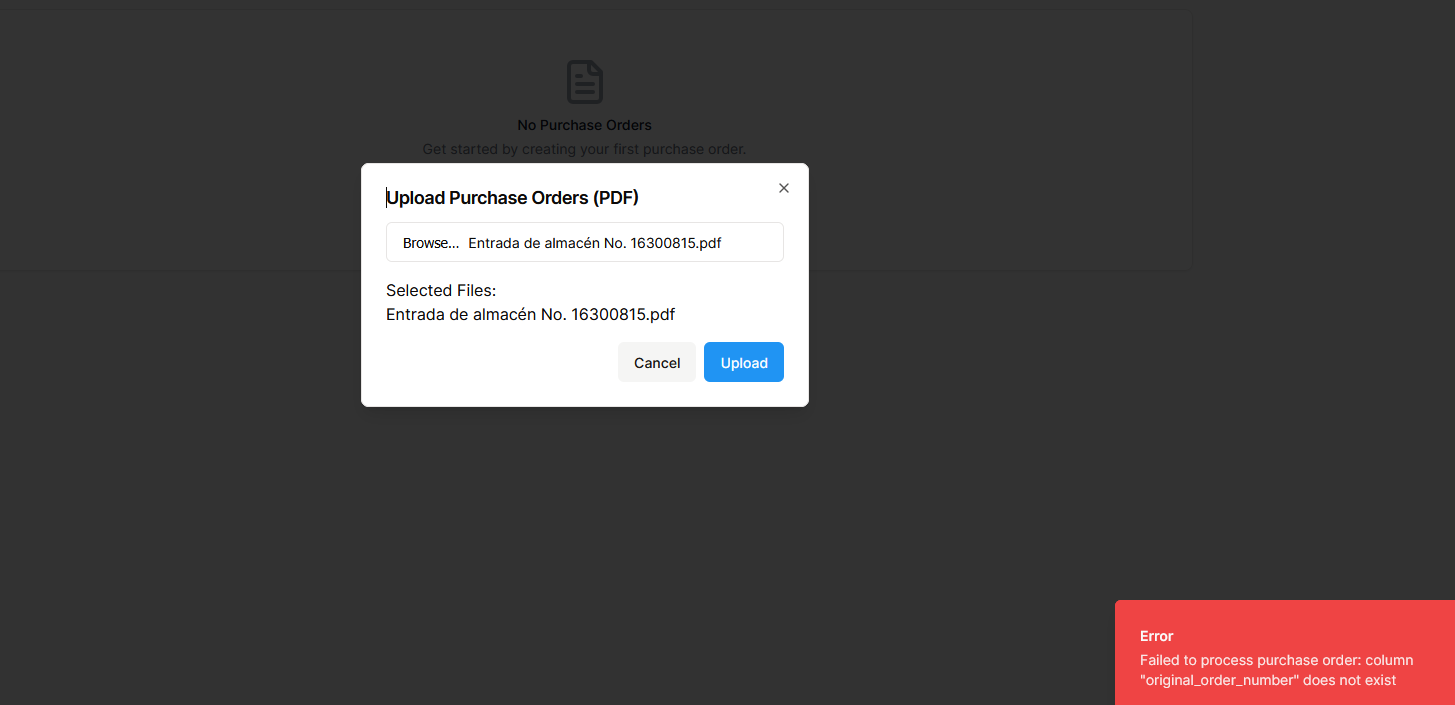 No Purchase Orders
Get started by creating your first purchase order.
Upload Purchase Orders (PDF)
Browse... Entrada de almacén No. 16300815.pdf
Selected Files:
Entrada de almacén No. 16300815.pdf
Cancel Upload
Error
Failed to process purchase order: column
"original_order_number" does not exist